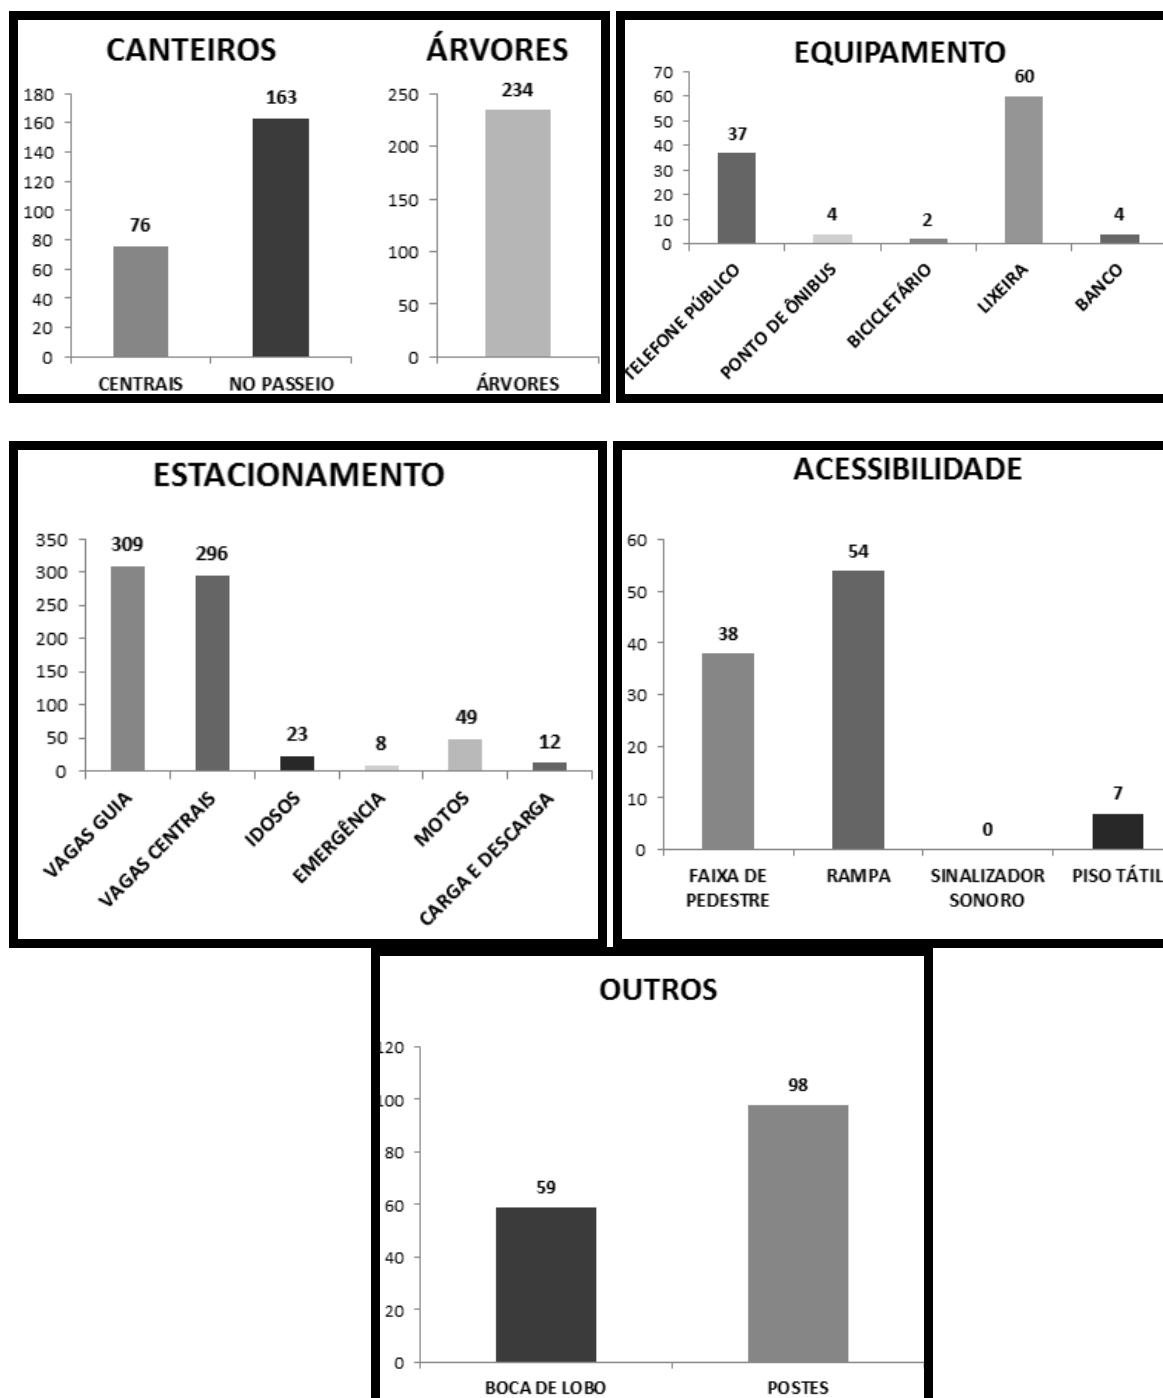 CANTEIROS
180
160
140
120
100
80
60
40
20
0
76
163
CENTRAIS
NO PASSEIO
ÁRVORES
250
200
150
100
50
0
234
ÁRVORES
EQUIPAMENTO
70
60
50
40
30
20
10
0
37
4
2
60
4
TELEFONE PÚBLICO
PONTO DE ÔNIBUS
BICICLETÁRIO
LIXEIRA
BANCO
ESTACIONAMENTO
350
300
250
200
150
100
50
0
309
296
23
8
49
12
VAGAS GUIA
VAGAS CENTRAIS
IDOSOS
EMERGÊNCIA
MOTOS
CARGA E DESCARGA
ACESSIBILIDADE
60
50
40
30
20
10
0
38
54
0
7
FAIXA DE
PEDESTRE
RAMPA
SINALIZADOR
SONORO
PISO TÁTIL
OUTROS
120
100
80
60
40
20
0
59
98
BOCA DE LOBO
POSTES